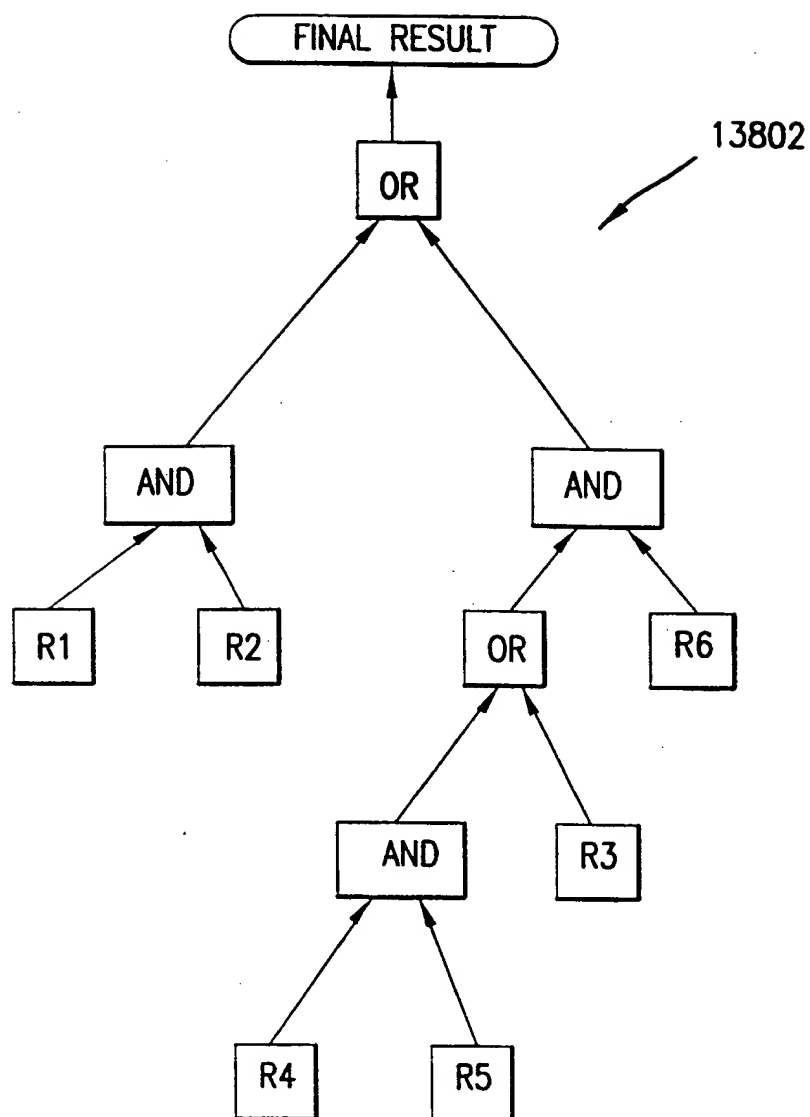 FINAL RESULT
13802
OR
AND
AND
R1
R2
OR
R6
AND
R3
R4
R5